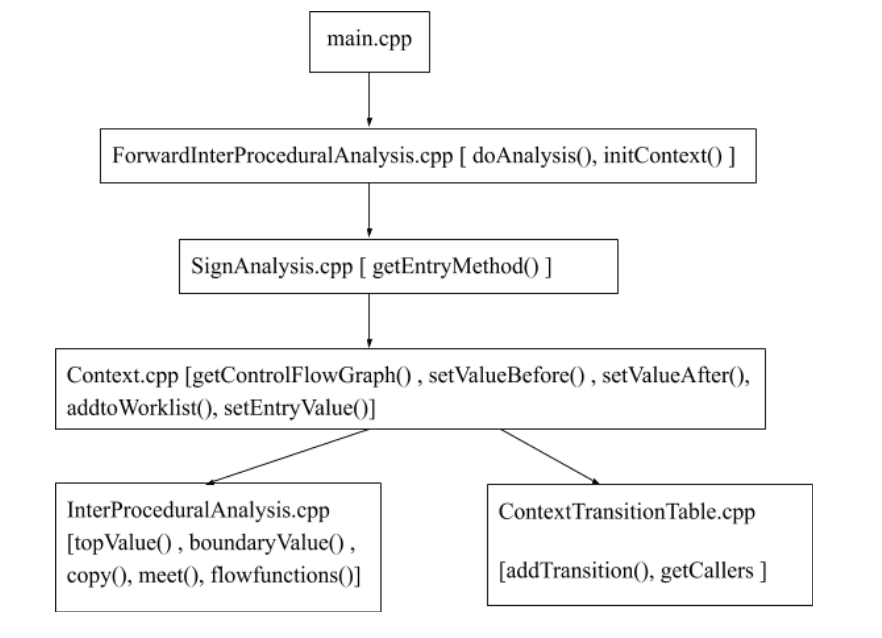 main.cpp
ForwardInterProceduralAnalysis.cpp [ doAnalysis(), initContext() ]
SignAnalysis.cpp [ getEntryMethod() ]
Context.cpp [getControlFlowGraph() , setValueBefore() , setValueAfter(),
addtoWorklist(), setEntryValue()]
InterProceduralAnalysis.cpp
[topValue() , boundaryValue() ,
copy(), meet(), flowfunctions()]
ContextTransitionTable.cpp
[addTransition(), getCallers ]